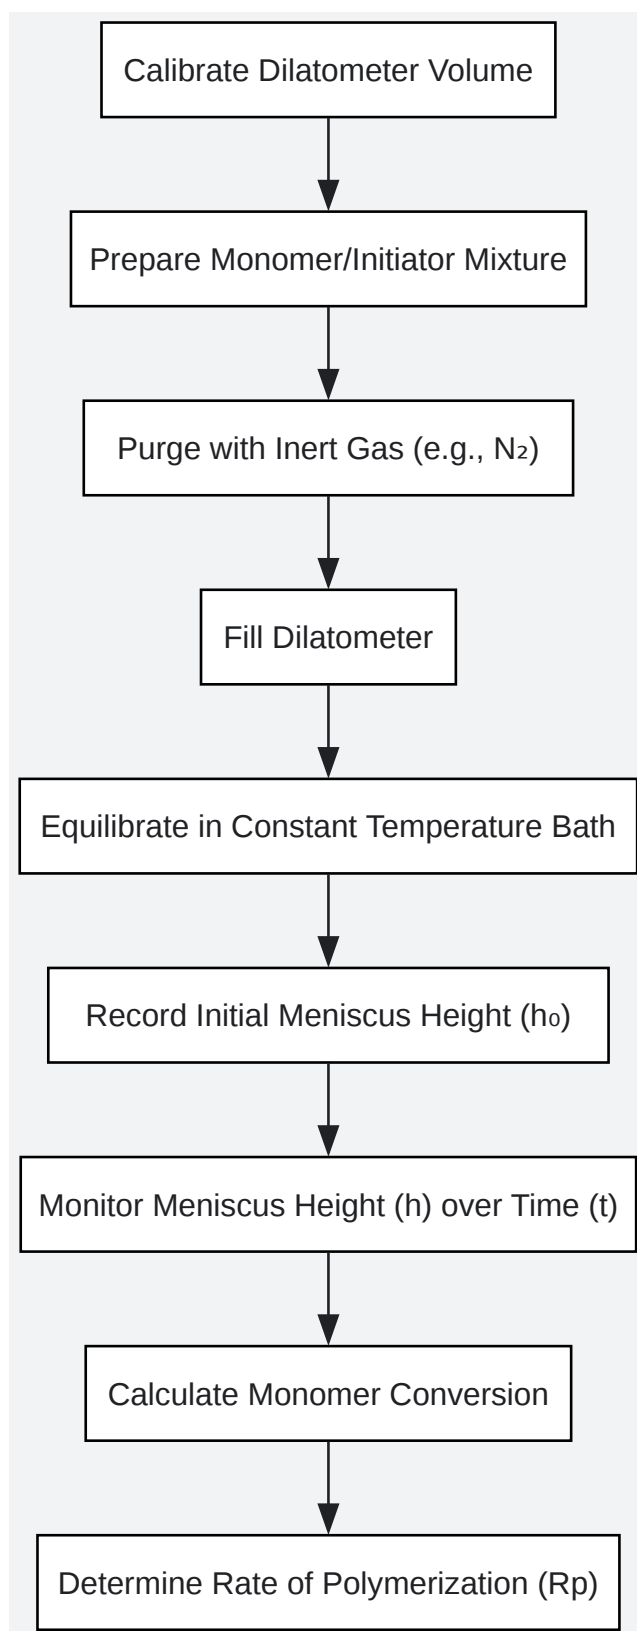 Calibrate Dilatometer Volume
Prepare Monomer/Initiator Mixture
Purge with Inert Gas (e.g., N₂)
Fill Dilatometer
Equilibrate in Constant Temperature Bath
Record Initial Meniscus Height (h₀)
Monitor Meniscus Height (h) over Time (t)
Calculate Monomer Conversion
Determine Rate of Polymerization (Rp)